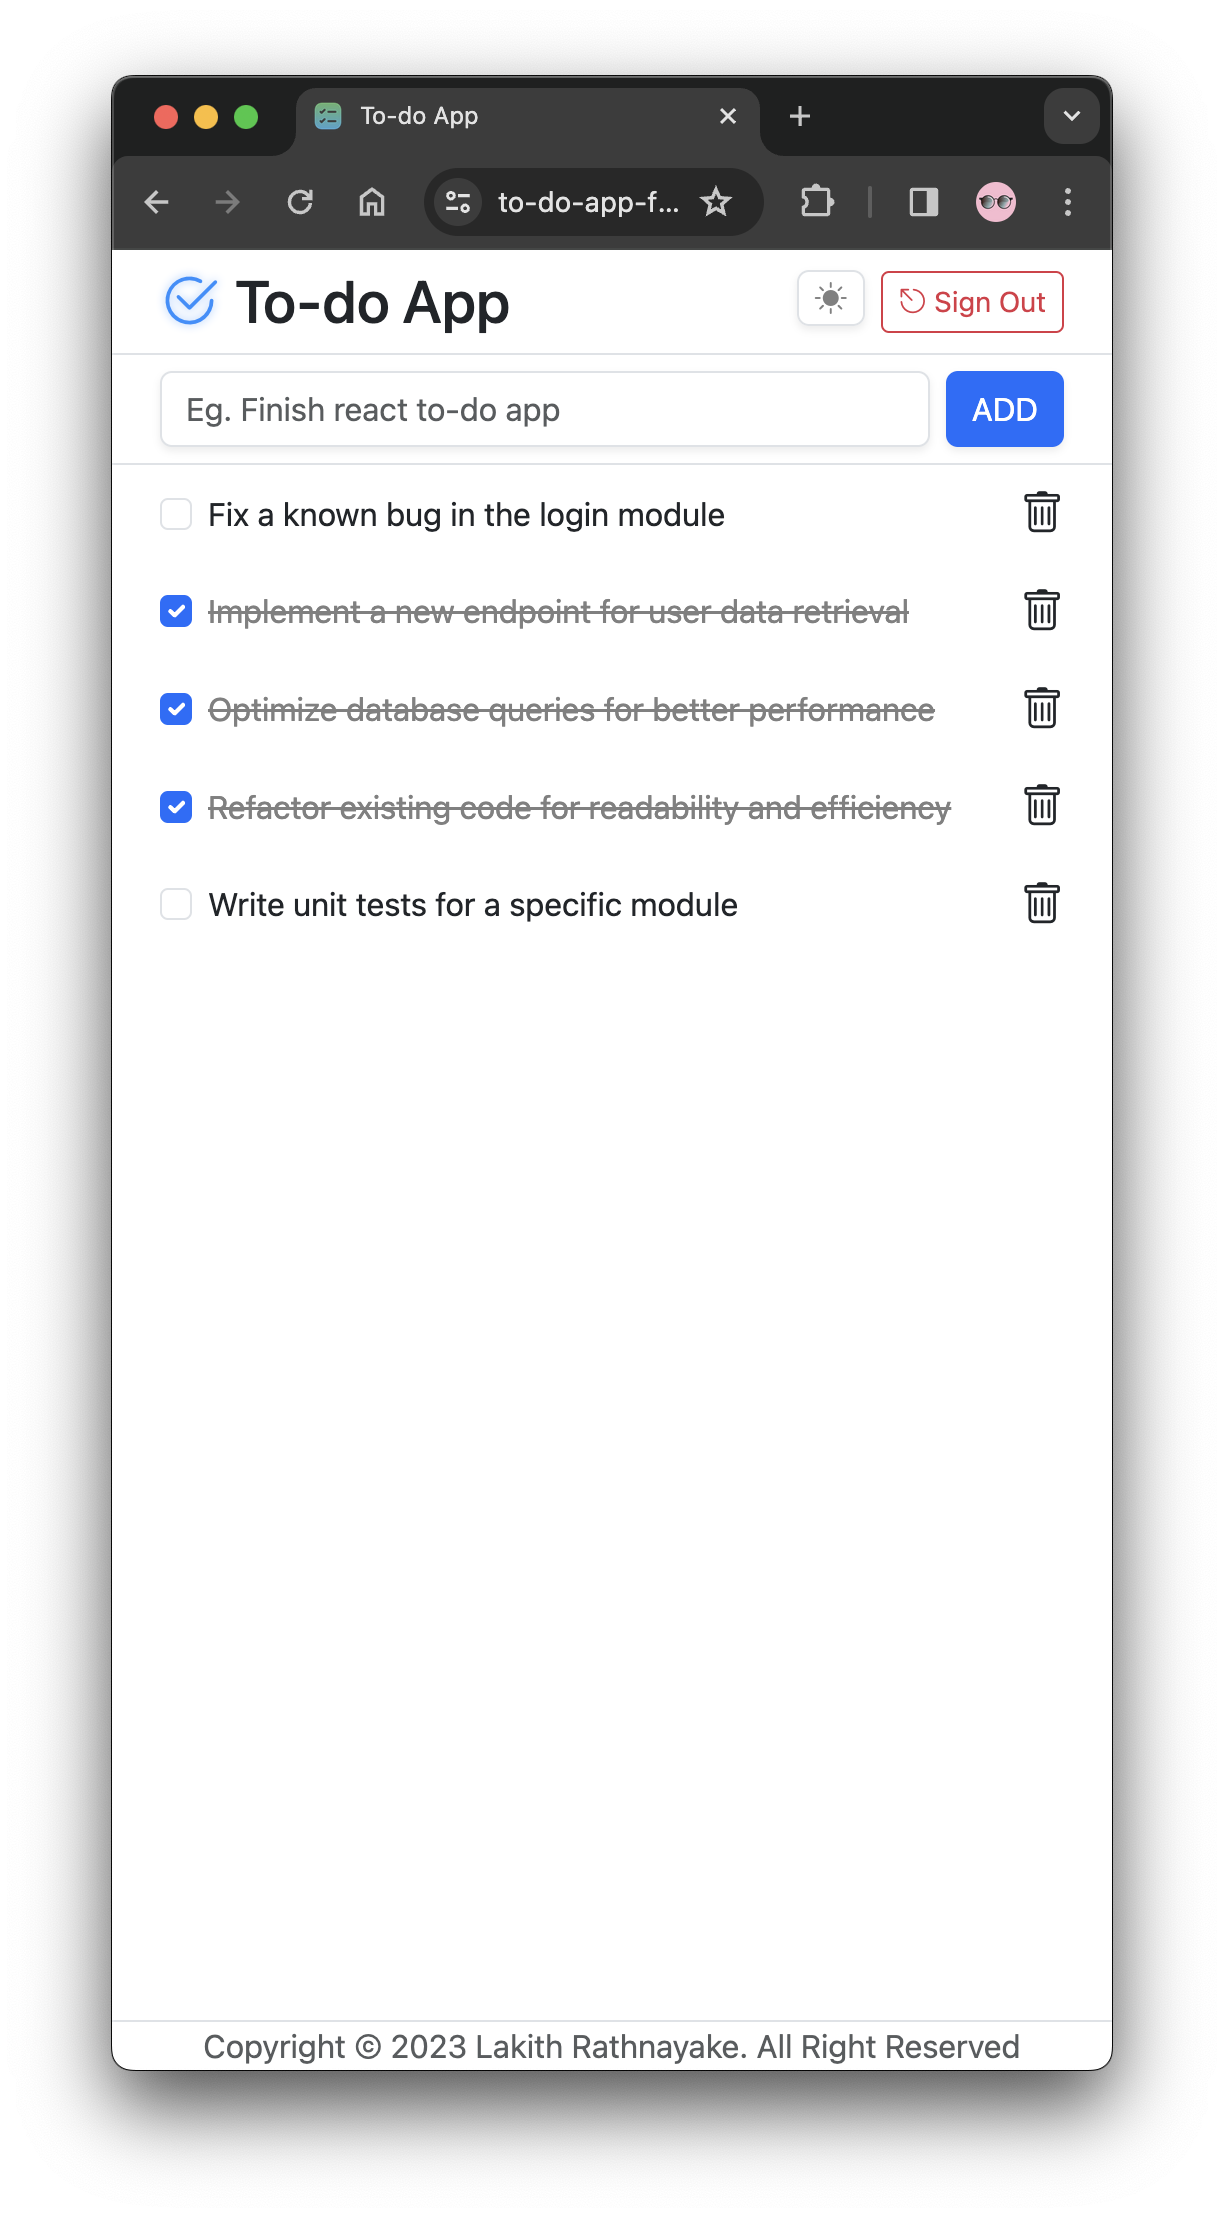 To-do App
to-do-app-f...
To-do App
Sign Out
Eg. Finish react to-do app
ADD
Fix a known bug in the login module
Implement a new endpoint for user data retrieval
Optimize database queries for better performance
Refactor existing code for readability and efficiency
Write unit tests for a specific module
Copyright © 2023 Lakith Rathnayake. All Right Reserved